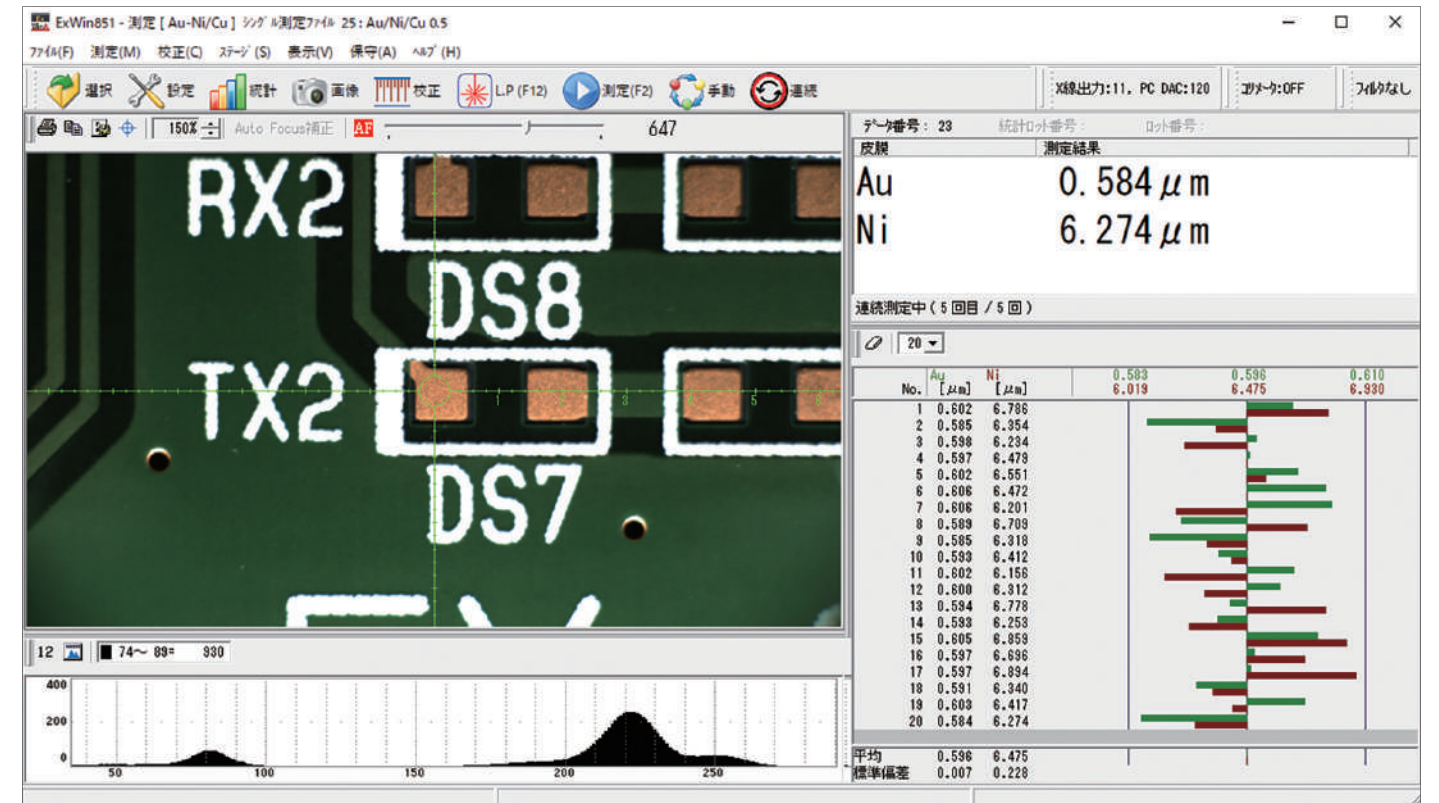 ExWin851 - 測定 [ Au-Ni/Cu ] ｼﾝｸﾞﾙ測定ﾌｧｲﾙ 25 : Au/Ni/Cu 0.5
ﾌｧｲﾙ(F) 測定(M) 校正(C) ｽﾃｰｼﾞ(S) 表示(V) 保守(A) ﾍﾙﾌﾟ(H)
選択 設定 統計 画像 校正 L.P (F12) 測定(F2) 手動 連続 X線出力:11, PC DAC:120 ｺﾘﾒｰﾀ:OFF ﾌｨﾙﾀなし
150% Auto Focus補正 AF 647
ﾃﾞｰﾀ番号 : 23 統計ﾛｯﾄ番号 : ﾛｯﾄ番号 :
皮膜 測定結果
Au 0.584 μm
Ni 6.274 μm
連続測定中 ( 5 回目 / 5 回 )
20
RX2
DS8
TX2
DS7
1 2 3 4 5 6
Au Ni 0.583 0.596 0.610
No. [μm] [μm] 6.019 6.475 6.930
1 0.602 6.786
2 0.585 6.354
3 0.598 6.234
4 0.597 6.479
5 0.602 6.551
6 0.606 6.472
7 0.606 6.201
8 0.589 6.709
9 0.585 6.318
10 0.593 6.412
11 0.602 6.156
12 0.600 6.312
13 0.594 6.778
14 0.593 6.253
15 0.605 6.859
16 0.597 6.696
17 0.597 6.894
18 0.591 6.340
19 0.603 6.417
20 0.584 6.274
平均 0.596 6.475
標準偏差 0.007 0.228
12 74～ 89= 930
400
200
0
50 100 150 200 250